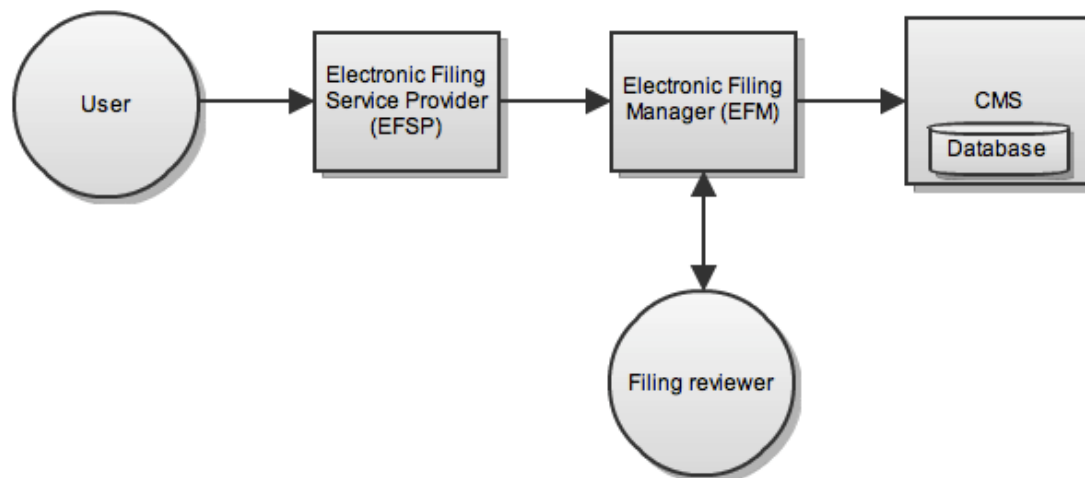 User
Electronic Filing
Service Provider
(EFSP)
Electronic Filing
Manager (EFM)
CMS
Database
Filing reviewer